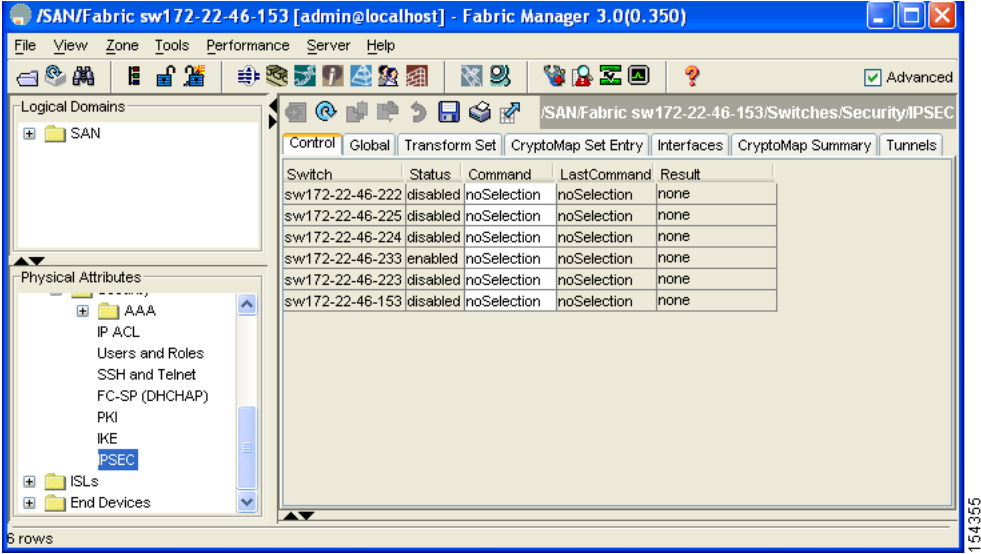 /SAN/Fabric sw172-22-46-153 [admin@localhost] - Fabric Manager 3.0(0.350)
File View Zone Tools Performance Server Help
Advanced
Logical Domains
SAN
/SAN/Fabric sw172-22-46-153/Switches/Security/IPSEC
Control Global Transform Set CryptoMap Set Entry Interfaces CryptoMap Summary Tunnels
Switch Status Command LastCommand Result
sw172-22-46-222 disabled noSelection noSelection none
sw172-22-46-225 disabled noSelection noSelection none
sw172-22-46-224 disabled noSelection noSelection none
sw172-22-46-233 enabled noSelection noSelection none
sw172-22-46-223 disabled noSelection noSelection none
sw172-22-46-153 disabled noSelection noSelection none
Physical Attributes
AAA
IP ACL
Users and Roles
SSH and Telnet
FC-SP (DHCHAP)
PKI
IKE
IPSEC
ISLs
End Devices
6 rows
154355